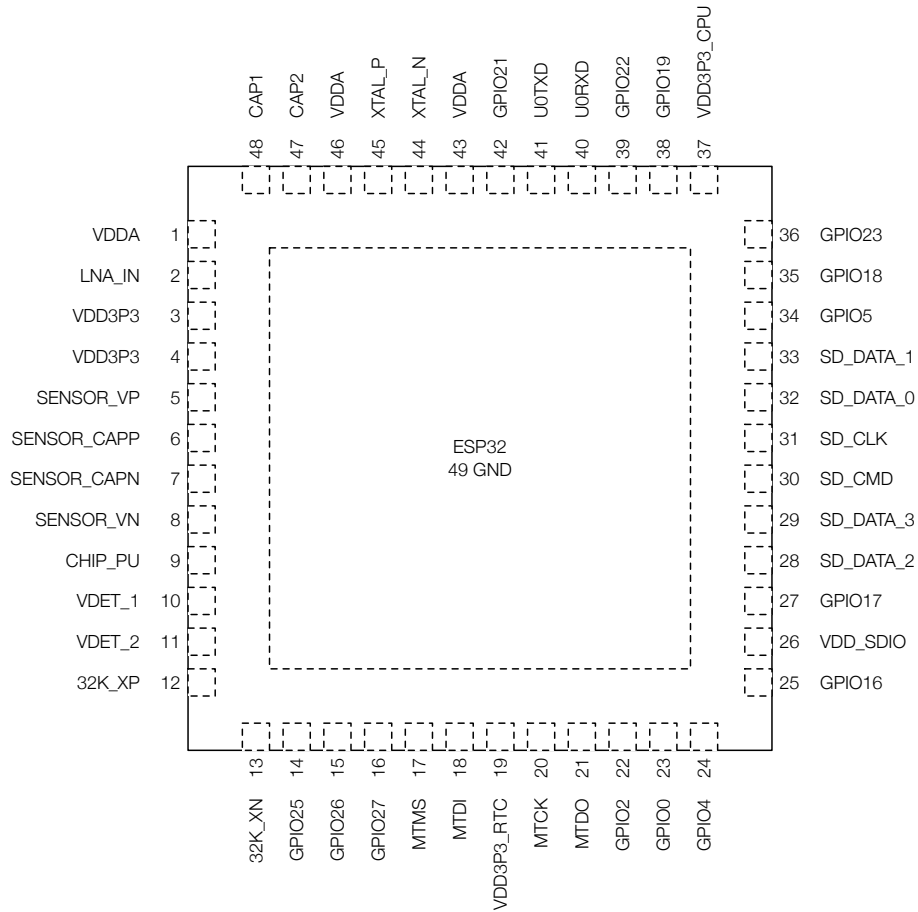 CAP1
CAP2
VDDA
XTAL_P
XTAL_N
VDDA
GPIO21
U0TXD
U0RXD
GPIO22
GPIO19
VDD3P3_CPU
48
47
46
45
44
43
42
41
40
39
38
37
VDDA 1
LNA_IN 2
VDD3P3 3
VDD3P3 4
SENSOR_VP 5
SENSOR_CAPP 6
SENSOR_CAPN 7
SENSOR_VN 8
CHIP_PU 9
VDET_1 10
VDET_2 11
32K_XP 12
ESP32
49 GND
36 GPIO23
35 GPIO18
34 GPIO5
33 SD_DATA_1
32 SD_DATA_0
31 SD_CLK
30 SD_CMD
29 SD_DATA_3
28 SD_DATA_2
27 GPIO17
26 VDD_SDIO
25 GPIO16
13
14
15
16
17
18
19
20
21
22
23
24
32K_XN
GPIO25
GPIO26
GPIO27
MTMS
MTDI
VDD3P3_RTC
MTCK
MTDO
GPIO2
GPIO0
GPIO4